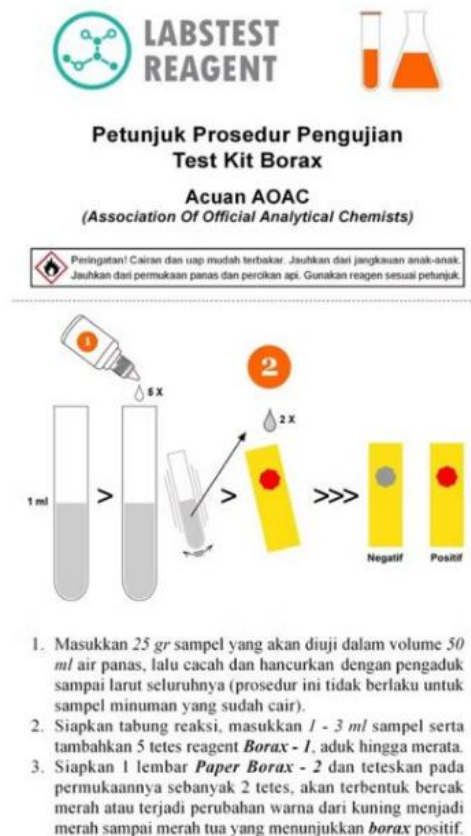 LABSTEST
REAGENT
Petunjuk Prosedur Pengujian
Test Kit Borax
Acuan AOAC
(Association Of Official Analytical Chemists)
Peringatan! Cairan dan uap mudah terbakar. Jauhkan dari jangkauan anak-anak.
Jauhkan dari permukaan panas dan percikan api. Gunakan reagen sesuai petunjuk.
1
5 X
2
2 X
1 ml
>
>
>>>
Negatif
Positif
1. Masukkan 25 gr sampel yang akan diuji dalam volume 50
ml air panas, lalu cacah dan hancurkan dengan pengaduk
sampai larut seluruhnya (prosedur ini tidak berlaku untuk
sampel minuman yang sudah cair).
2. Siapkan tabung reaksi, masukkan 1 - 3 ml sampel serta
tambahkan 5 tetes reagent Borax - 1, aduk hingga merata.
3. Siapkan 1 lembar Paper Borax - 2 dan teteskan pada
permukaannya sebanyak 2 tetes, akan terbentuk bercak
merah atau terjadi perubahan warna dari kuning menjadi
merah sampai merah tua yang menunjukkan borax positif.